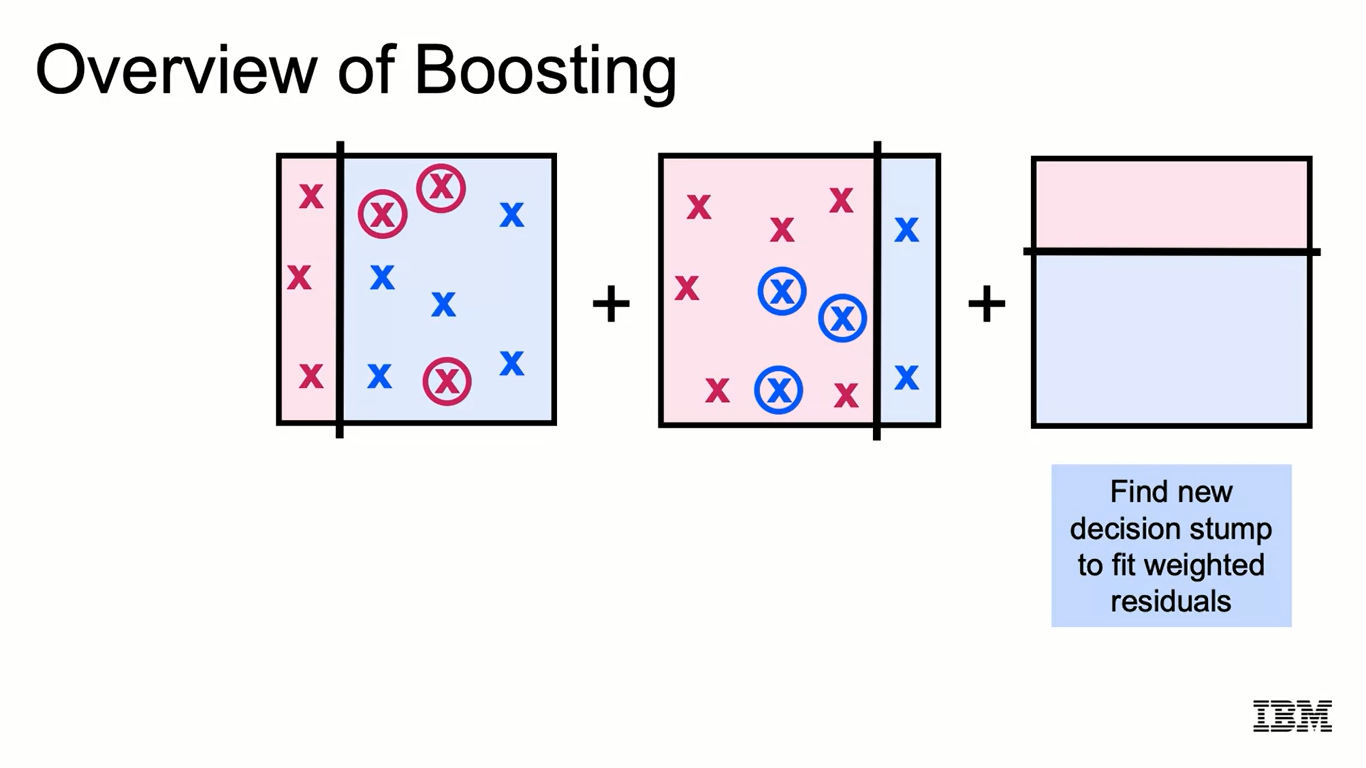 Overview of Boosting
x x x x
x x x
x x x x
+
x x x x
x x x
x x x x
+
Find new
decision stump
to fit weighted
residuals
IBM